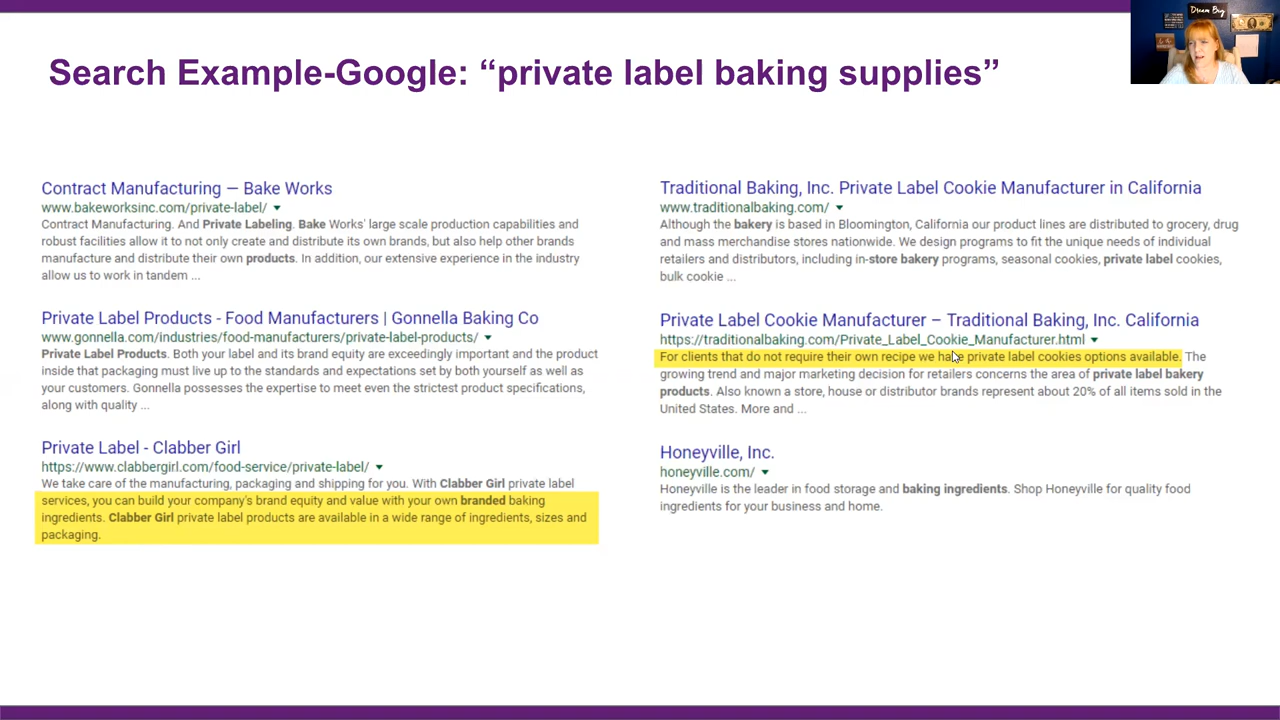 Search Example-Google: “private label baking supplies”
Dream Big
Contract Manufacturing — Bake Works
www.bakeworksinc.com/private-label/
Contract Manufacturing. And Private Labeling. Bake Works' large scale production capabilities and
robust facilities allow it to not only create and distribute its own brands, but also help other brands
manufacture and distribute their own products. In addition, our extensive experience in the industry
allow us to work in tandem ...
Private Label Products - Food Manufacturers | Gonnella Baking Co
www.gonnella.com/industries/food-manufacturers/private-label-products/
Private Label Products. Both your label and its brand equity are exceedingly important and the product
inside that packaging must live up to the standards and expectations set by both yourself as well as
your customers. Gonnella possesses the expertise to meet even the strictest product specifications,
along with quality ...
Private Label - Clabber Girl
https://www.clabbergirl.com/food-service/private-label/
We take care of the manufacturing, packaging and shipping for you. With Clabber Girl private label
services, you can build your company's brand equity and value with your own branded baking
ingredients. Clabber Girl private label products are available in a wide range of ingredients, sizes and
packaging.
Traditional Baking, Inc. Private Label Cookie Manufacturer in California
www.traditionalbaking.com/
Although the bakery is based in Bloomington, California our product lines are distributed to grocery, drug
and mass merchandise stores nationwide. We design programs to fit the unique needs of individual
retailers and distributors, including in-store bakery programs, seasonal cookies, private label cookies,
bulk cookie ...
Private Label Cookie Manufacturer – Traditional Baking, Inc. California
https://traditionalbaking.com/Private_Label_Cookie_Manufacturer.html
For clients that do not require their own recipe we have private label cookies options available. The
growing trend and major marketing decision for retailers concerns the area of private label bakery
products. Also known a store, house or distributor brands represent about 20% of all items sold in the
United States. More and ...
Honeyville, Inc.
honeyville.com/
Honeyville is the leader in food storage and baking ingredients. Shop Honeyville for quality food
ingredients for your business and home.